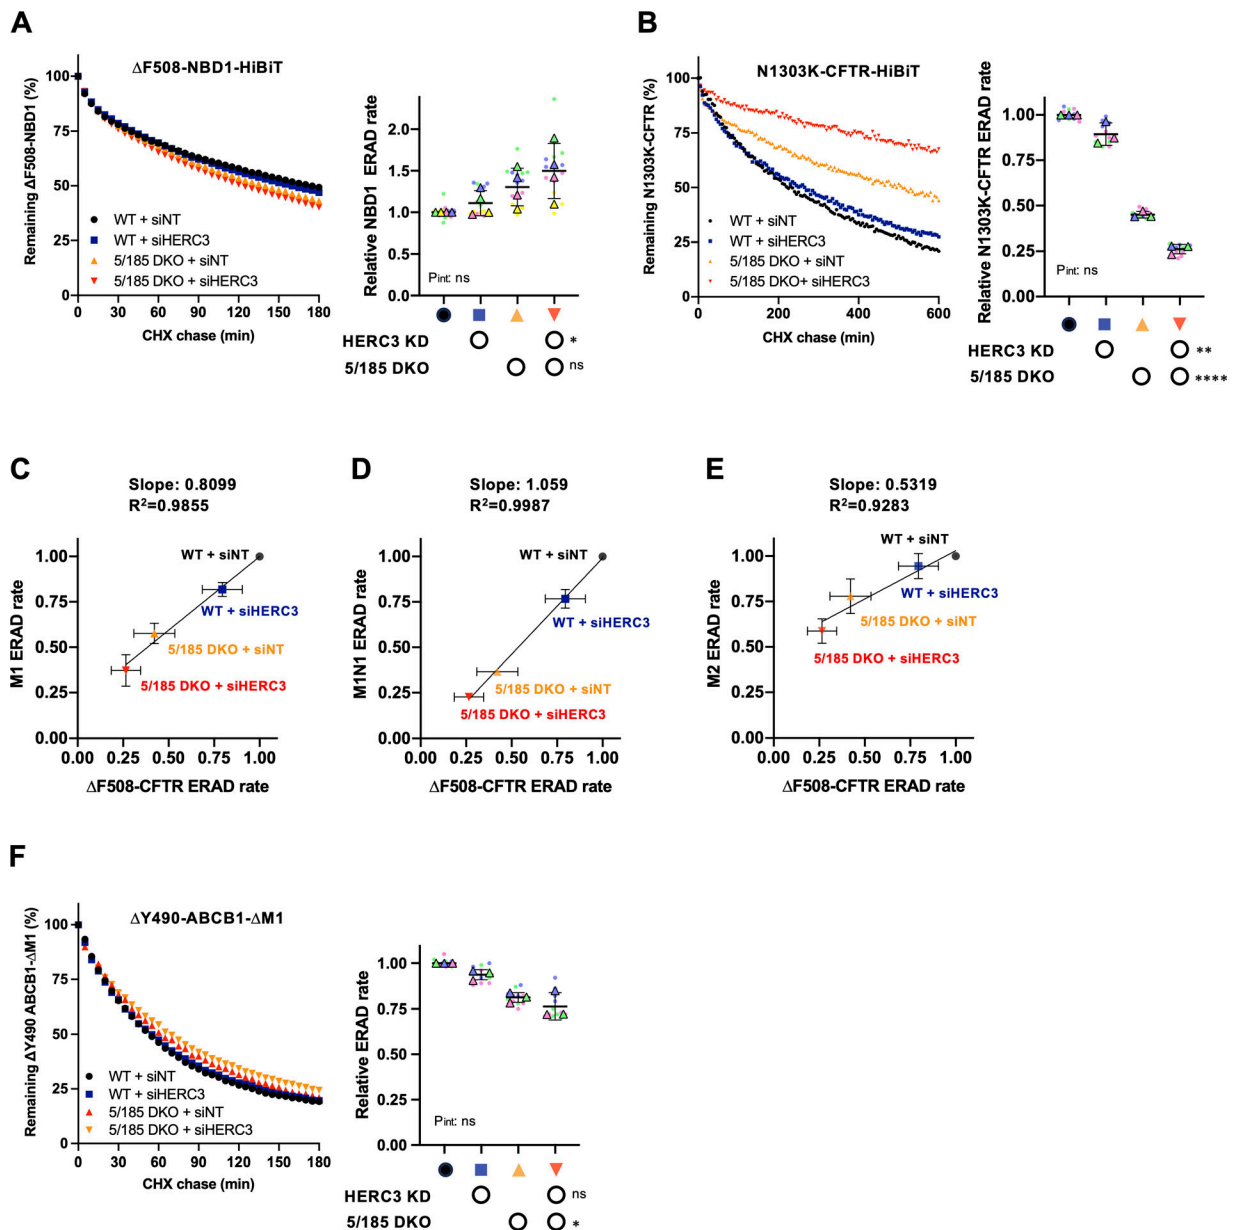 A
ΔF508-NBD1-HiBiT
Remaining ΔF508-NBD1 (%)
100
75
50
25
0
WT + siNT
WT + siHERC3
5/185 DKO + siNT
5/185 DKO + siHERC3
0 30 60 90 120 150 180
CHX chase (min)
Relative NBD1 ERAD rate
2.0
1.5
1.0
1.5
0.0
Pint: ns
HERC3 KD *
5/185 DKO ns
B
N1303K-CFTR-HiBiT
Remaining N1303K-CFTR (%)
100
75
50
25
0
WT + siNT
WT + siHERC3
5/185 DKO + siNT
5/185 DKO+ siHERC3
0 200 400 600
CHX chase (min)
Relative N1303K-CFTR ERAD rate
1.00
0.75
0.50
0.25
0.00
Pint: ns
HERC3 KD **
5/185 DKO ****
C
Slope: 0.8099
R²=0.9855
M1 ERAD rate
1.00
0.75
0.50
0.25
0.00
WT + siNT
WT + siHERC3
5/185 DKO + siNT
5/185 DKO + siHERC3
0.00 0.25 0.50 0.75 1.00
ΔF508-CFTR ERAD rate
D
Slope: 1.059
R²=0.9987
M1N1 ERAD rate
1.00
0.75
0.50
0.25
0.00
WT + siNT
WT + siHERC3
5/185 DKO + siNT
5/185 DKO + siHERC3
0.00 0.25 0.50 0.75 1.00
ΔF508-CFTR ERAD rate
E
Slope: 0.5319
R²=0.9283
M2 ERAD rate
1.00
0.75
0.50
0.25
0.00
WT + siNT
WT + siHERC3
5/185 DKO + siNT
5/185 DKO + siHERC3
0.00 0.25 0.50 0.75 1.00
ΔF508-CFTR ERAD rate
F
ΔY490-ABCB1-ΔM1
Remaining ΔY490 ABCB1-ΔM1 (%)
100
75
50
25
0
WT + siNT
WT + siHERC3
5/185 DKO + siNT
5/185 DKO + siHERC3
0 30 60 90 120 150 180
CHX chase (min)
Relative ERAD rate
1.00
0.75
0.50
0.25
0.00
Pint: ns
HERC3 KD ns
5/185 DKO *